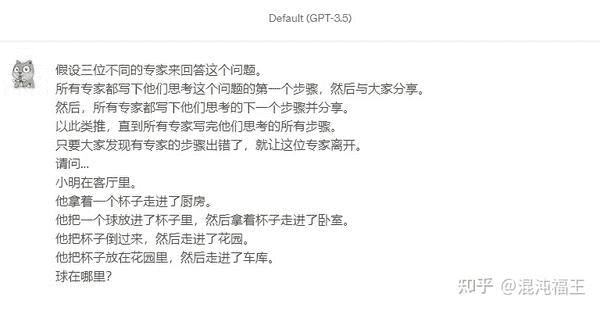 Default (GPT-3.5)
假设三位不同的专家来回答这个问题。
所有专家都写下他们思考这个问题的第一个步骤，然后与大家分享。
然后，所有专家都写下他们思考的下一个步骤并分享。
以此类推，直到所有专家写完他们思考的所有步骤。
只要大家发现有专家的步骤出错了，就让这位专家离开。
请问...
小明在客厅里。
他拿着一个杯子走进了厨房。
他把一个球放进了杯子里，然后拿着杯子走进了卧室。
他把杯子倒过来，然后走进了花园。
他把杯子放在花园里，然后走进了车库。
球在哪里？
知乎 @混沌福王